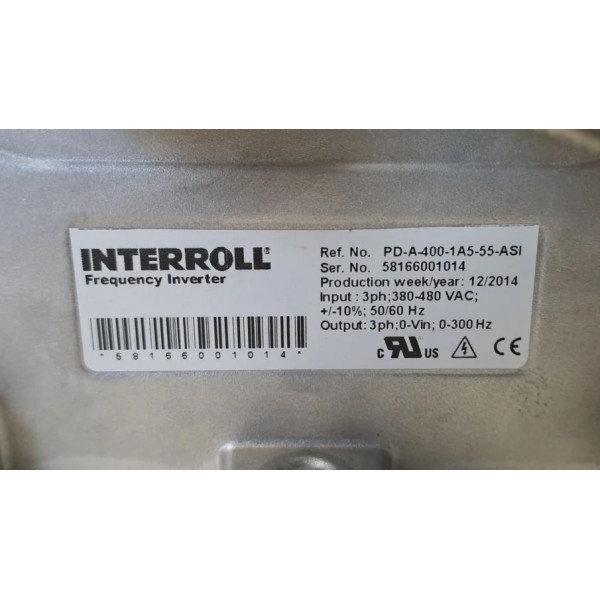 INTERROLL®
Frequency Inverter
*58166001014*
Ref. No. PD-A-400-1A5-55-ASI
Ser. No. 58166001014
Production week/year: 12/2014
Input : 3ph;380-480 VAC;
+/-10%; 50/60 Hz
Output: 3ph;0-Vin; 0-300 Hz
c RU US CE